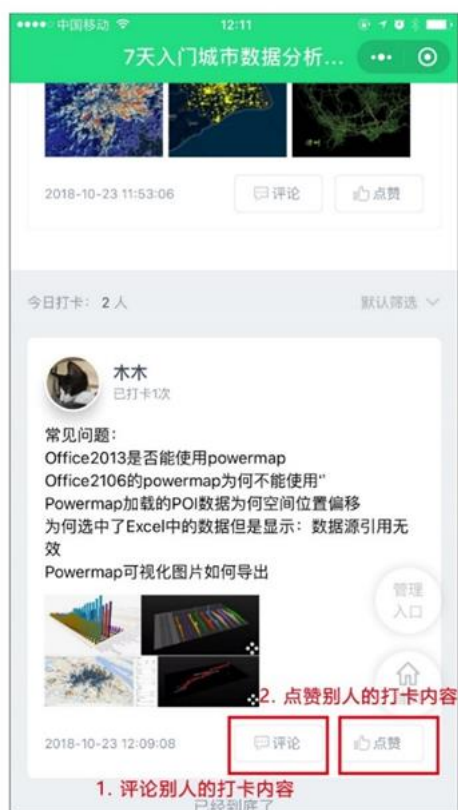 中国移动
12:11
7天入门城市数据分析...
2018-10-23 11:53:06
评论
点赞
今日打卡：2人
默认筛选
木木
已打卡1次
常见问题：
Office2013是否能使用powermap
Office2106的powermap为何不能使用"
Powermap加载的POI数据为何空间位置偏移
为何选中了Excel中的数据但是显示：数据源引用无
效
Powermap可视化图片如何导出
管理
入口
2. 点赞别人的打卡内容
2018-10-23 12:09:08
评论
点赞
1. 评论别人的打卡内容
已经到底了